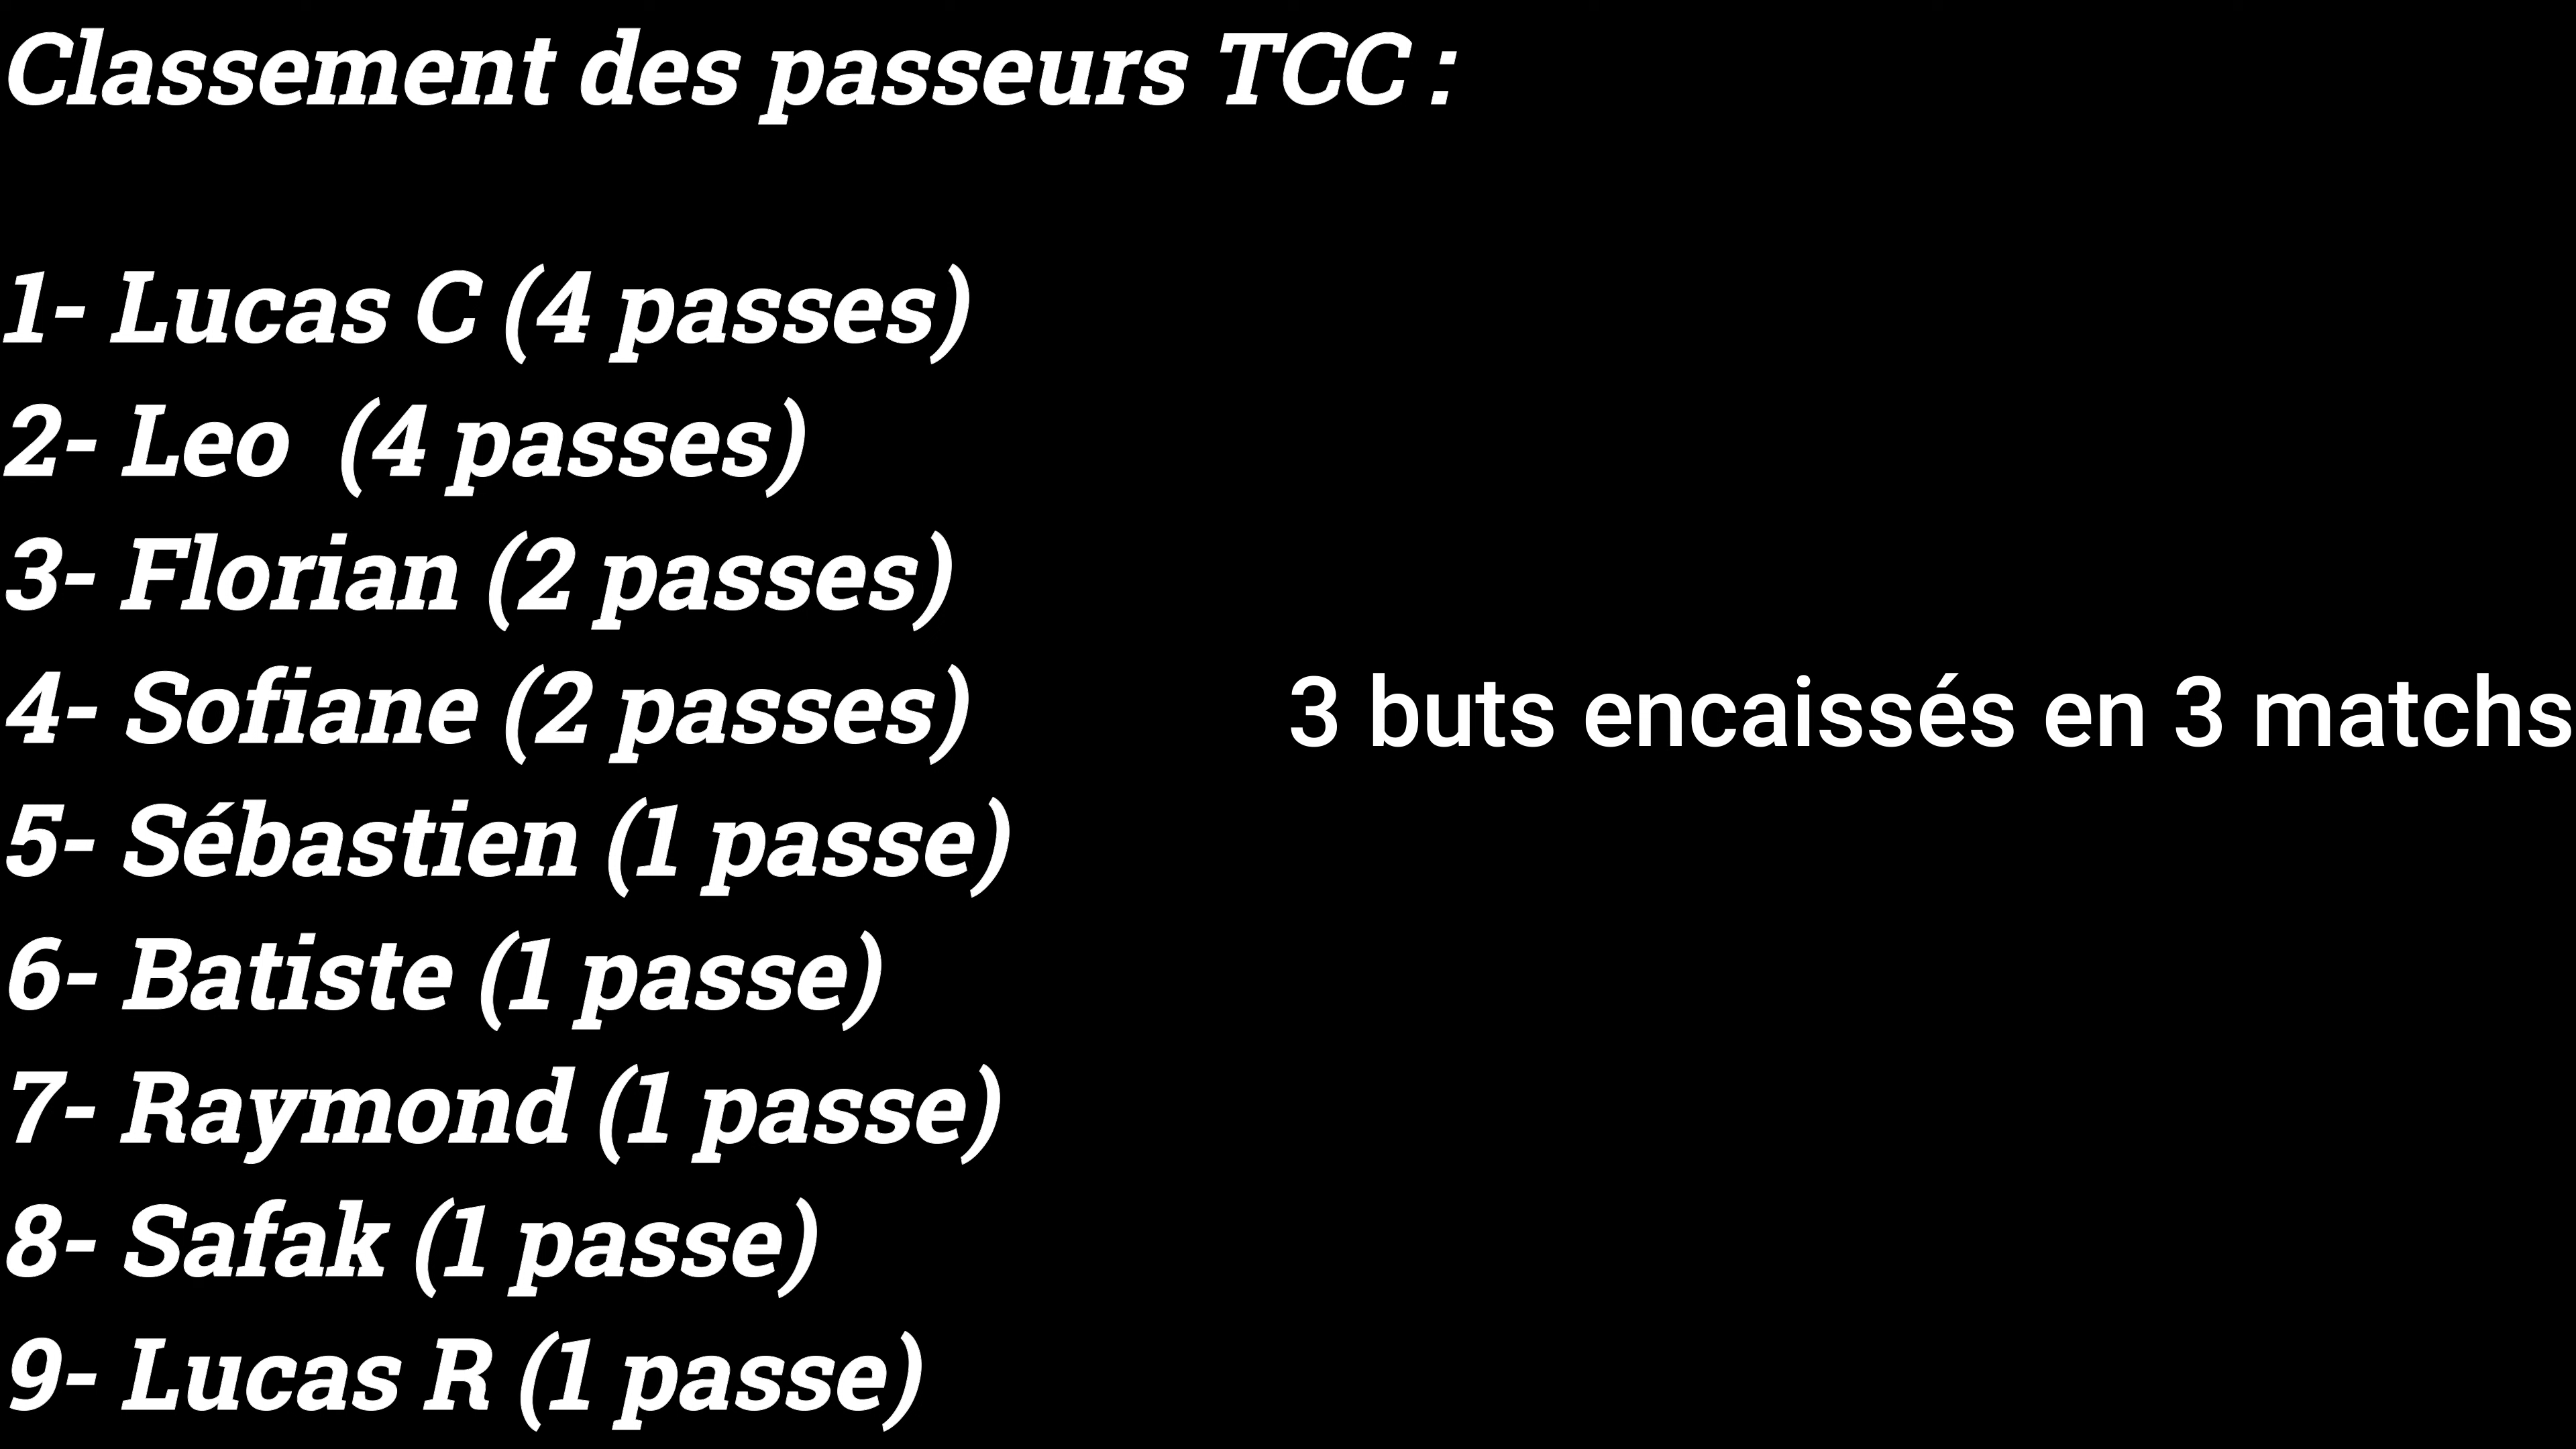 Classement des passeurs TCC :
1- Lucas C (4 passes)
2- Leo  (4 passes)
3- Florian (2 passes)
4- Sofiane (2 passes)
5- Sébastien (1 passe)
6- Batiste (1 passe)
7- Raymond (1 passe)
8- Safak (1 passe)
9- Lucas R (1 passe)
3 buts encaissés en 3 matchs